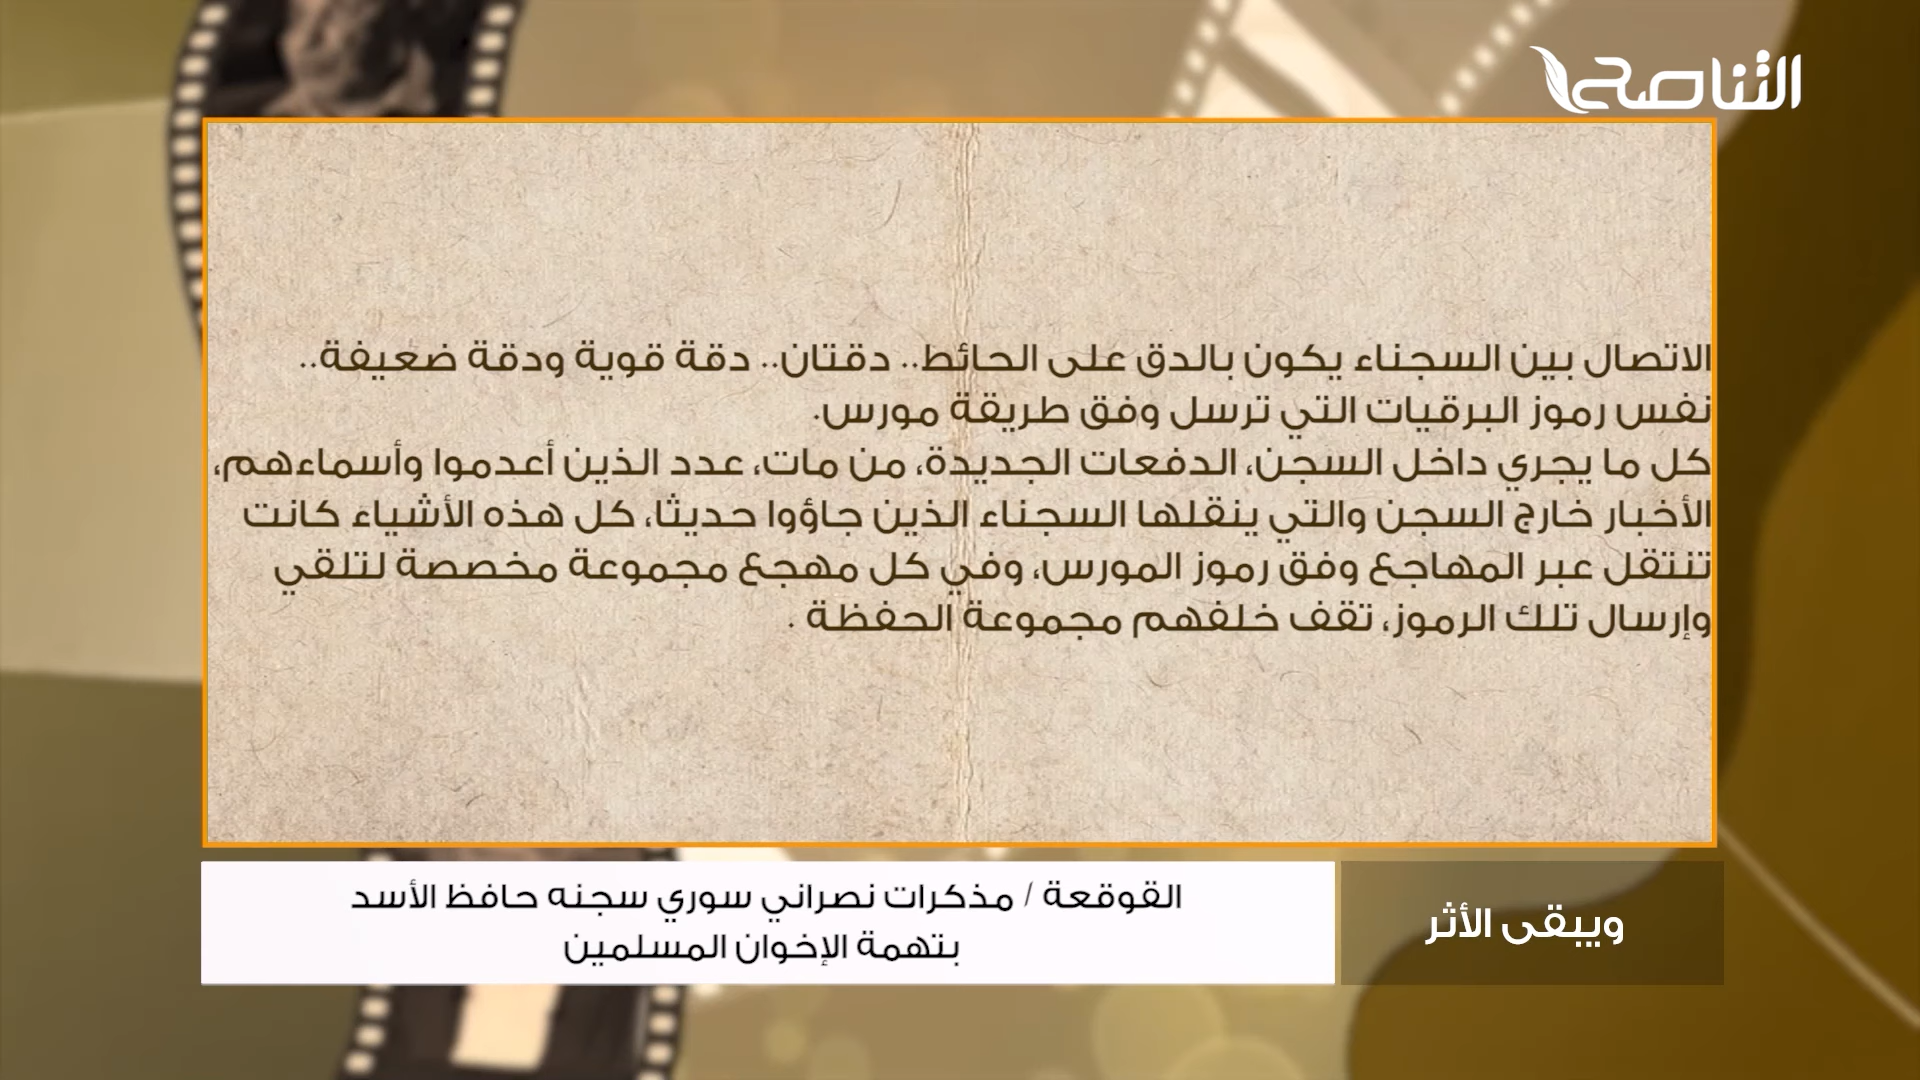 التناصح
الاتصال بين السجناء يكون بالدق على الحائط.. دقتان.. دقة قوية ودقة ضعيفة..
نفس رموز البرقيات التي ترسل وفق طريقة مورس.
كل ما يجري داخل السجن، الدفعات الجديدة، من مات، عدد الذين أعدموا وأسماءهم،
الأخبار خارج السجن والتي ينقلها السجناء الذين جاؤوا حديثا، كل هذه الأشياء كانت
تنتقل عبر المهاجع وفق رموز المورس، وفي كل مهجع مجموعة مخصصة لتلقي
وإرسال تلك الرموز، تقف خلفهم مجموعة الحفظة .
ويبقى الأثر
القوقعة / مذكرات نصراني سوري سجنه حافظ الأسد
بتهمة الإخوان المسلمين